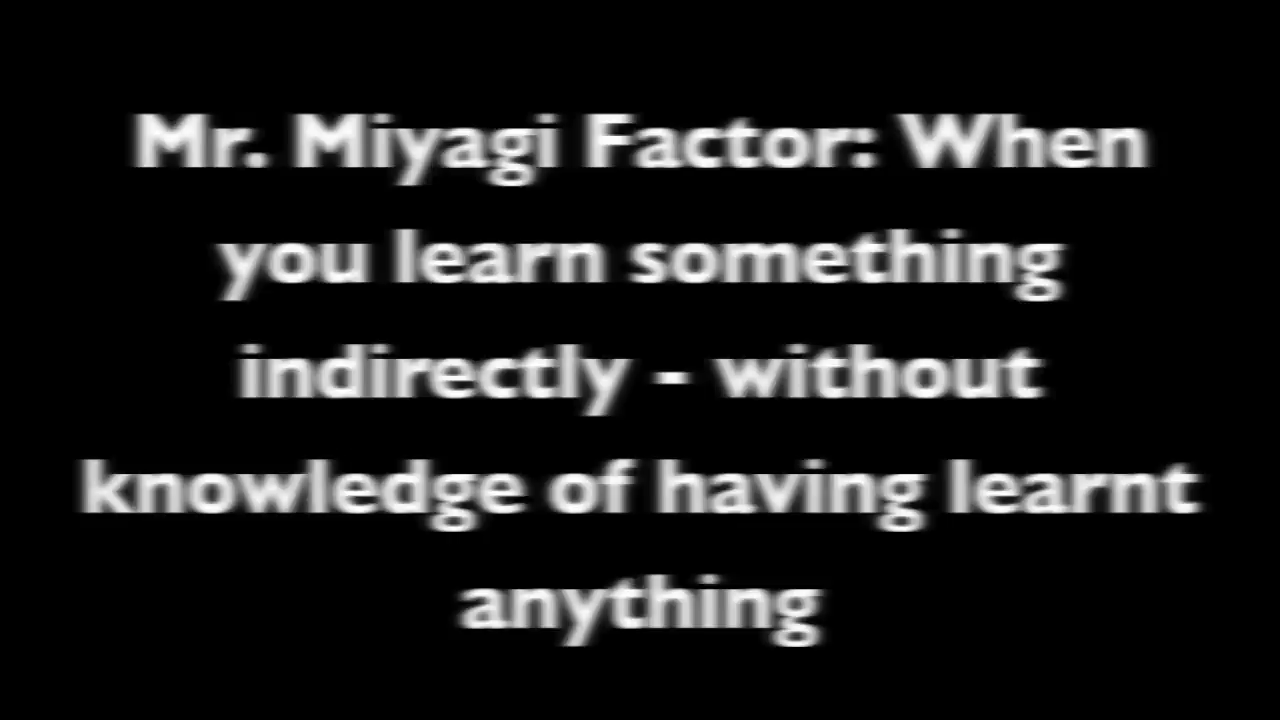 Mr. Miyagi Factor: When
you learn something
indirectly - without
knowledge of having learnt
anything